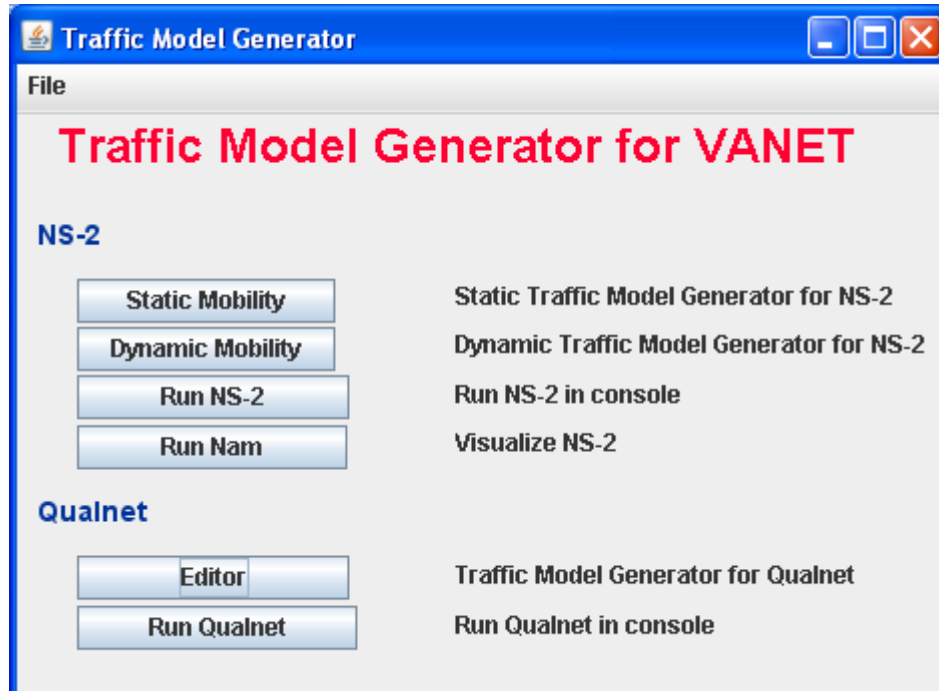 Traffic Model Generator
File
Traffic Model Generator for VANET
NS-2
Static Mobility Static Traffic Model Generator for NS-2
Dynamic Mobility Dynamic Traffic Model Generator for NS-2
Run NS-2 Run NS-2 in console
Run Nam Visualize NS-2
Qualnet
Editor Traffic Model Generator for Qualnet
Run Qualnet Run Qualnet in console